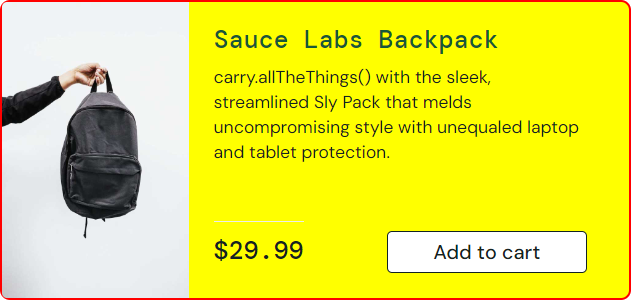 Sauce Labs Backpack
carry.allTheThings() with the sleek,
streamlined Sly Pack that melds
uncompromising style with unequaled laptop
and tablet protection.
$29.99
Add to cart